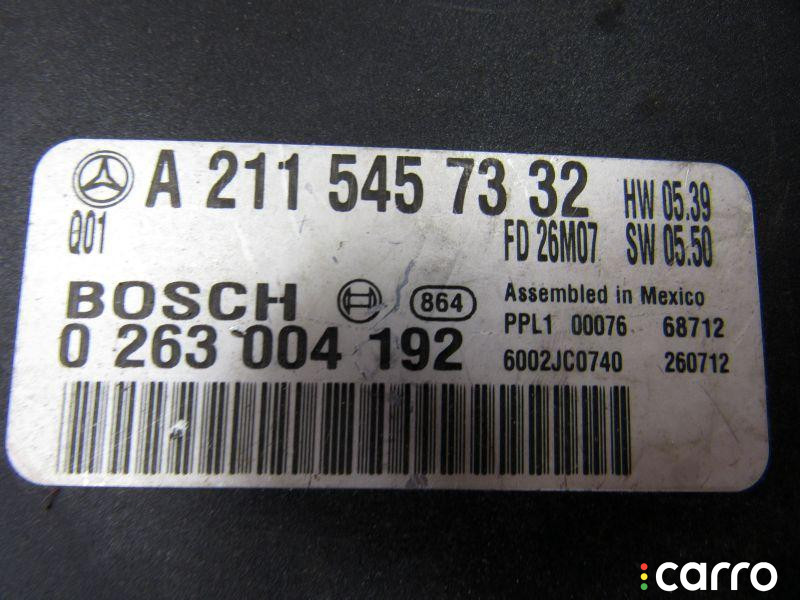 A 211 545 73 32 HW 05.39
Q01 FD 26M07 SW 05.50
BOSCH 864 Assembled in Mexico
0 263 004 192 PPL1 00076 68712
6002JC0740 260712
carro